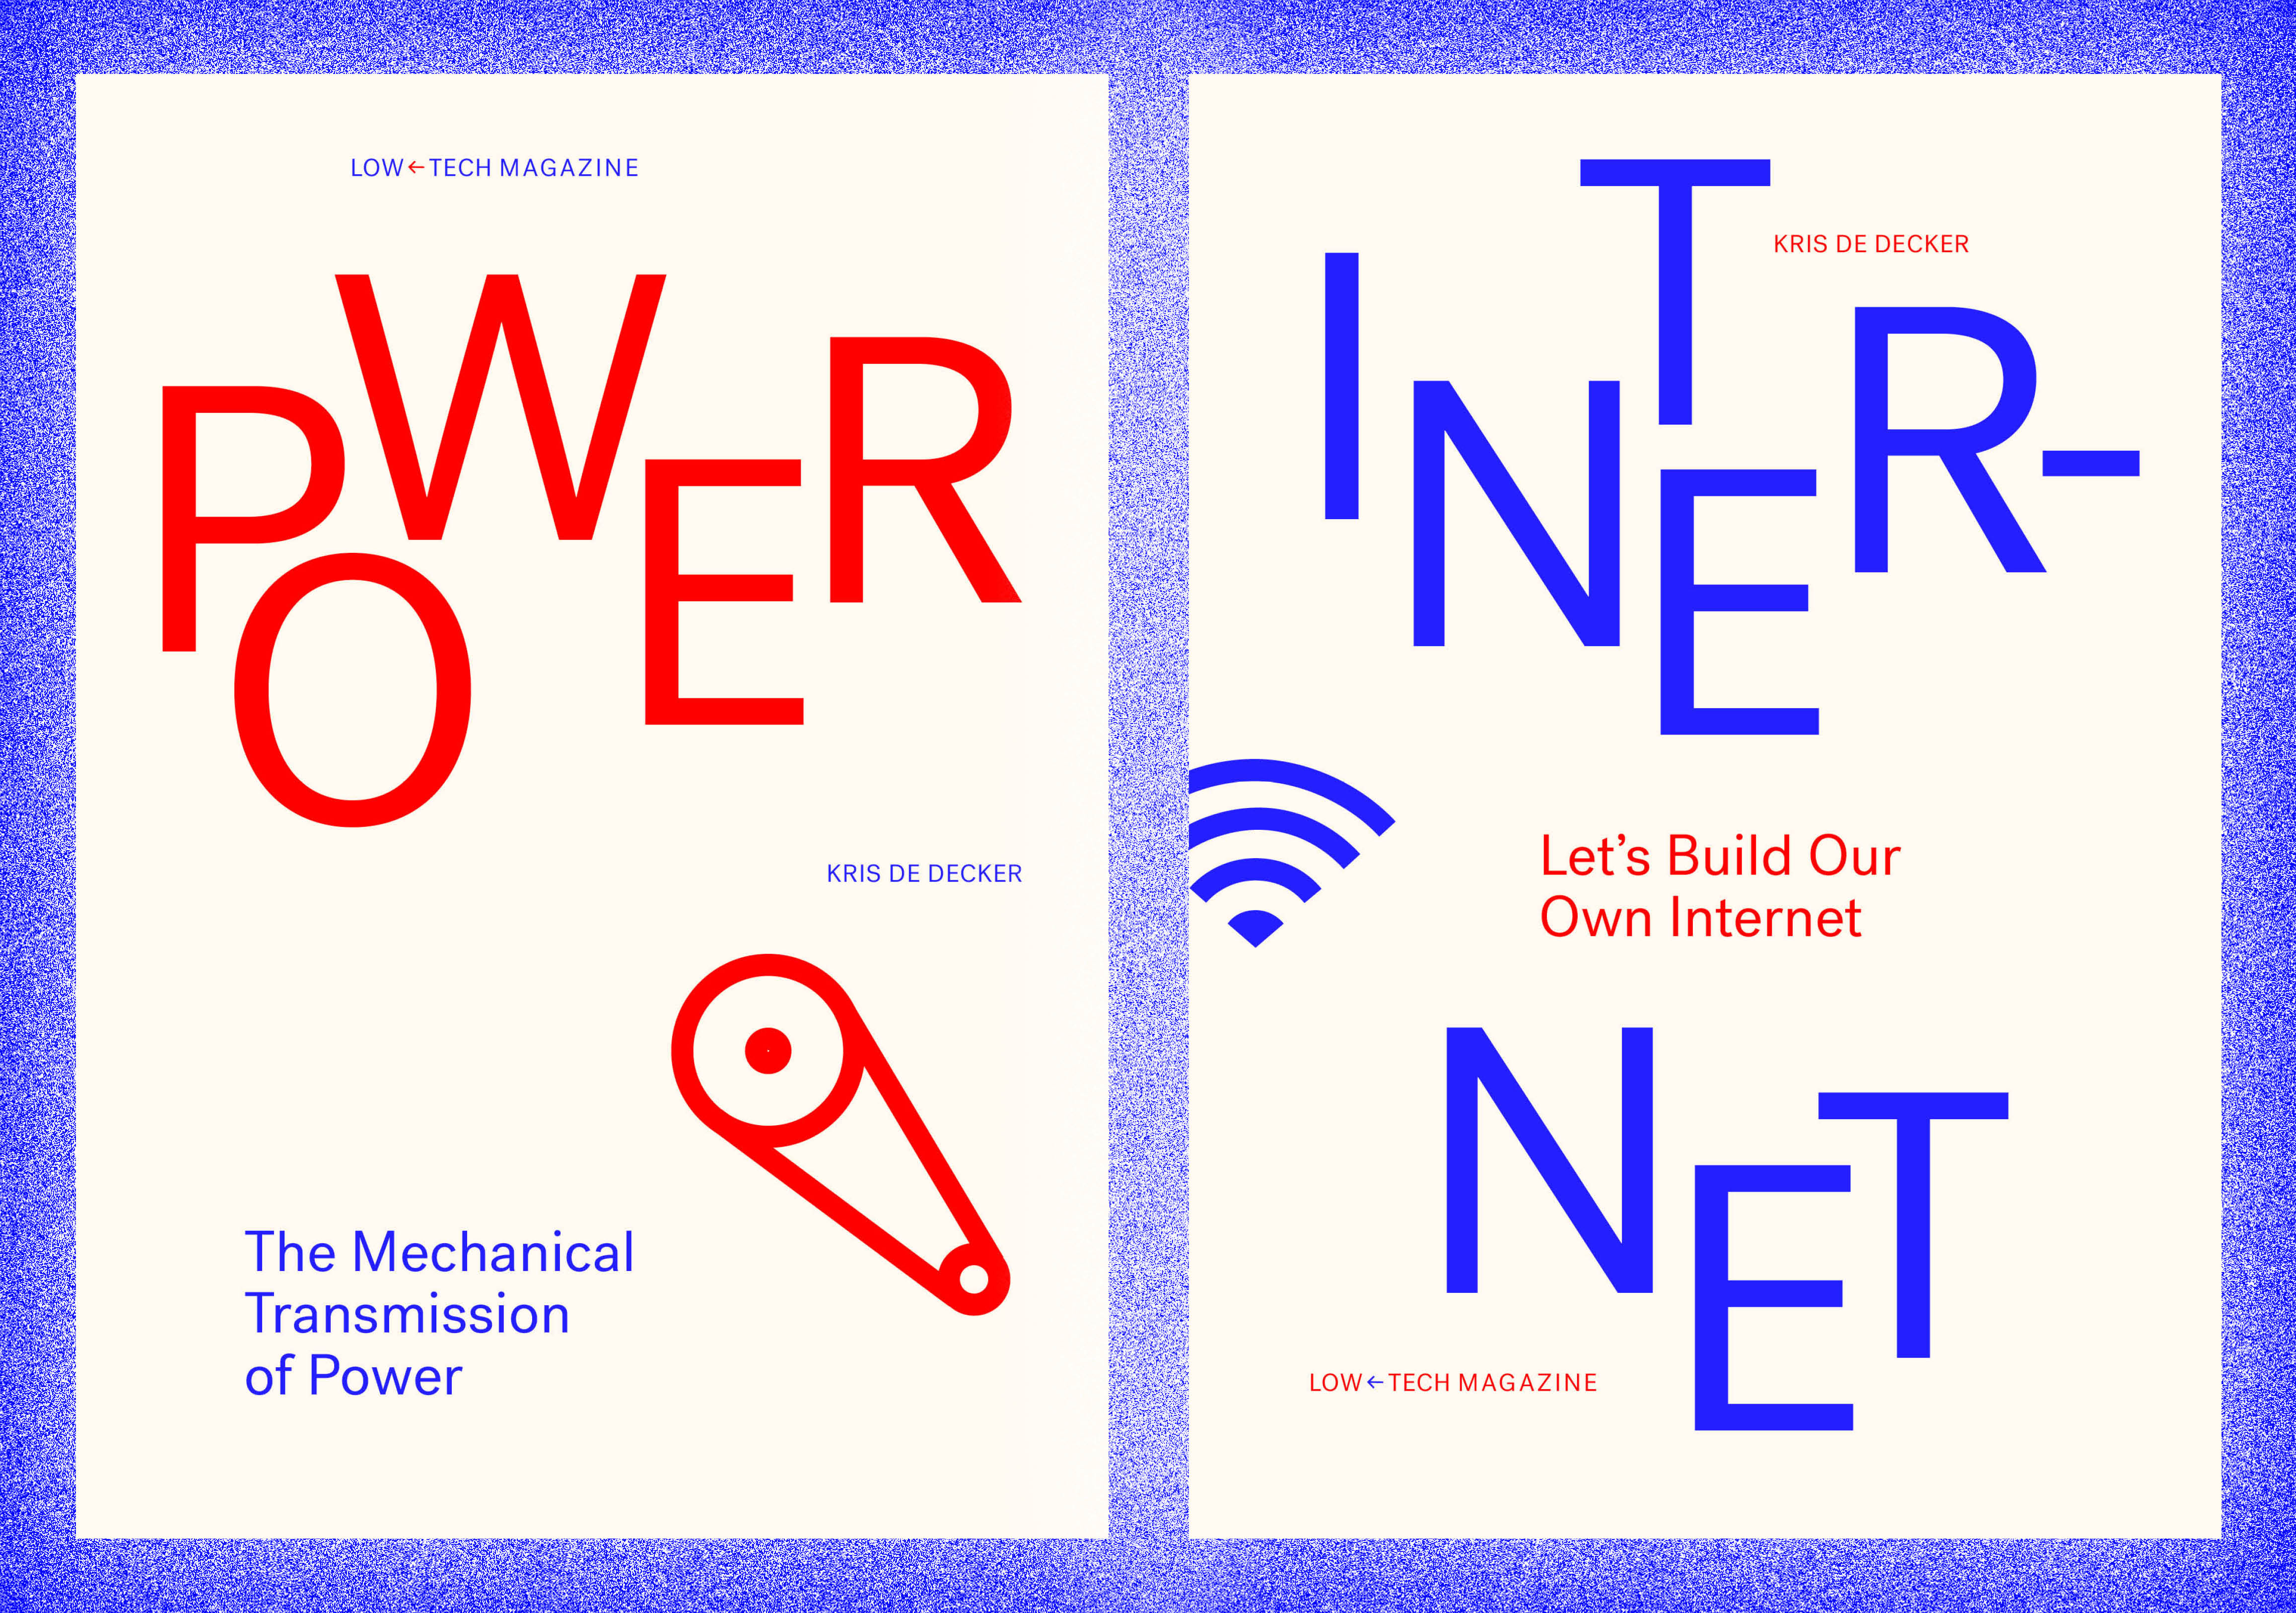 LOW←TECH MAGAZINE
POWER
KRIS DE DECKER
The Mechanical
Transmission
of Power
INTER-
KRIS DE DECKER
Let’s Build Our
Own Internet
NET
LOW←TECH MAGAZINE